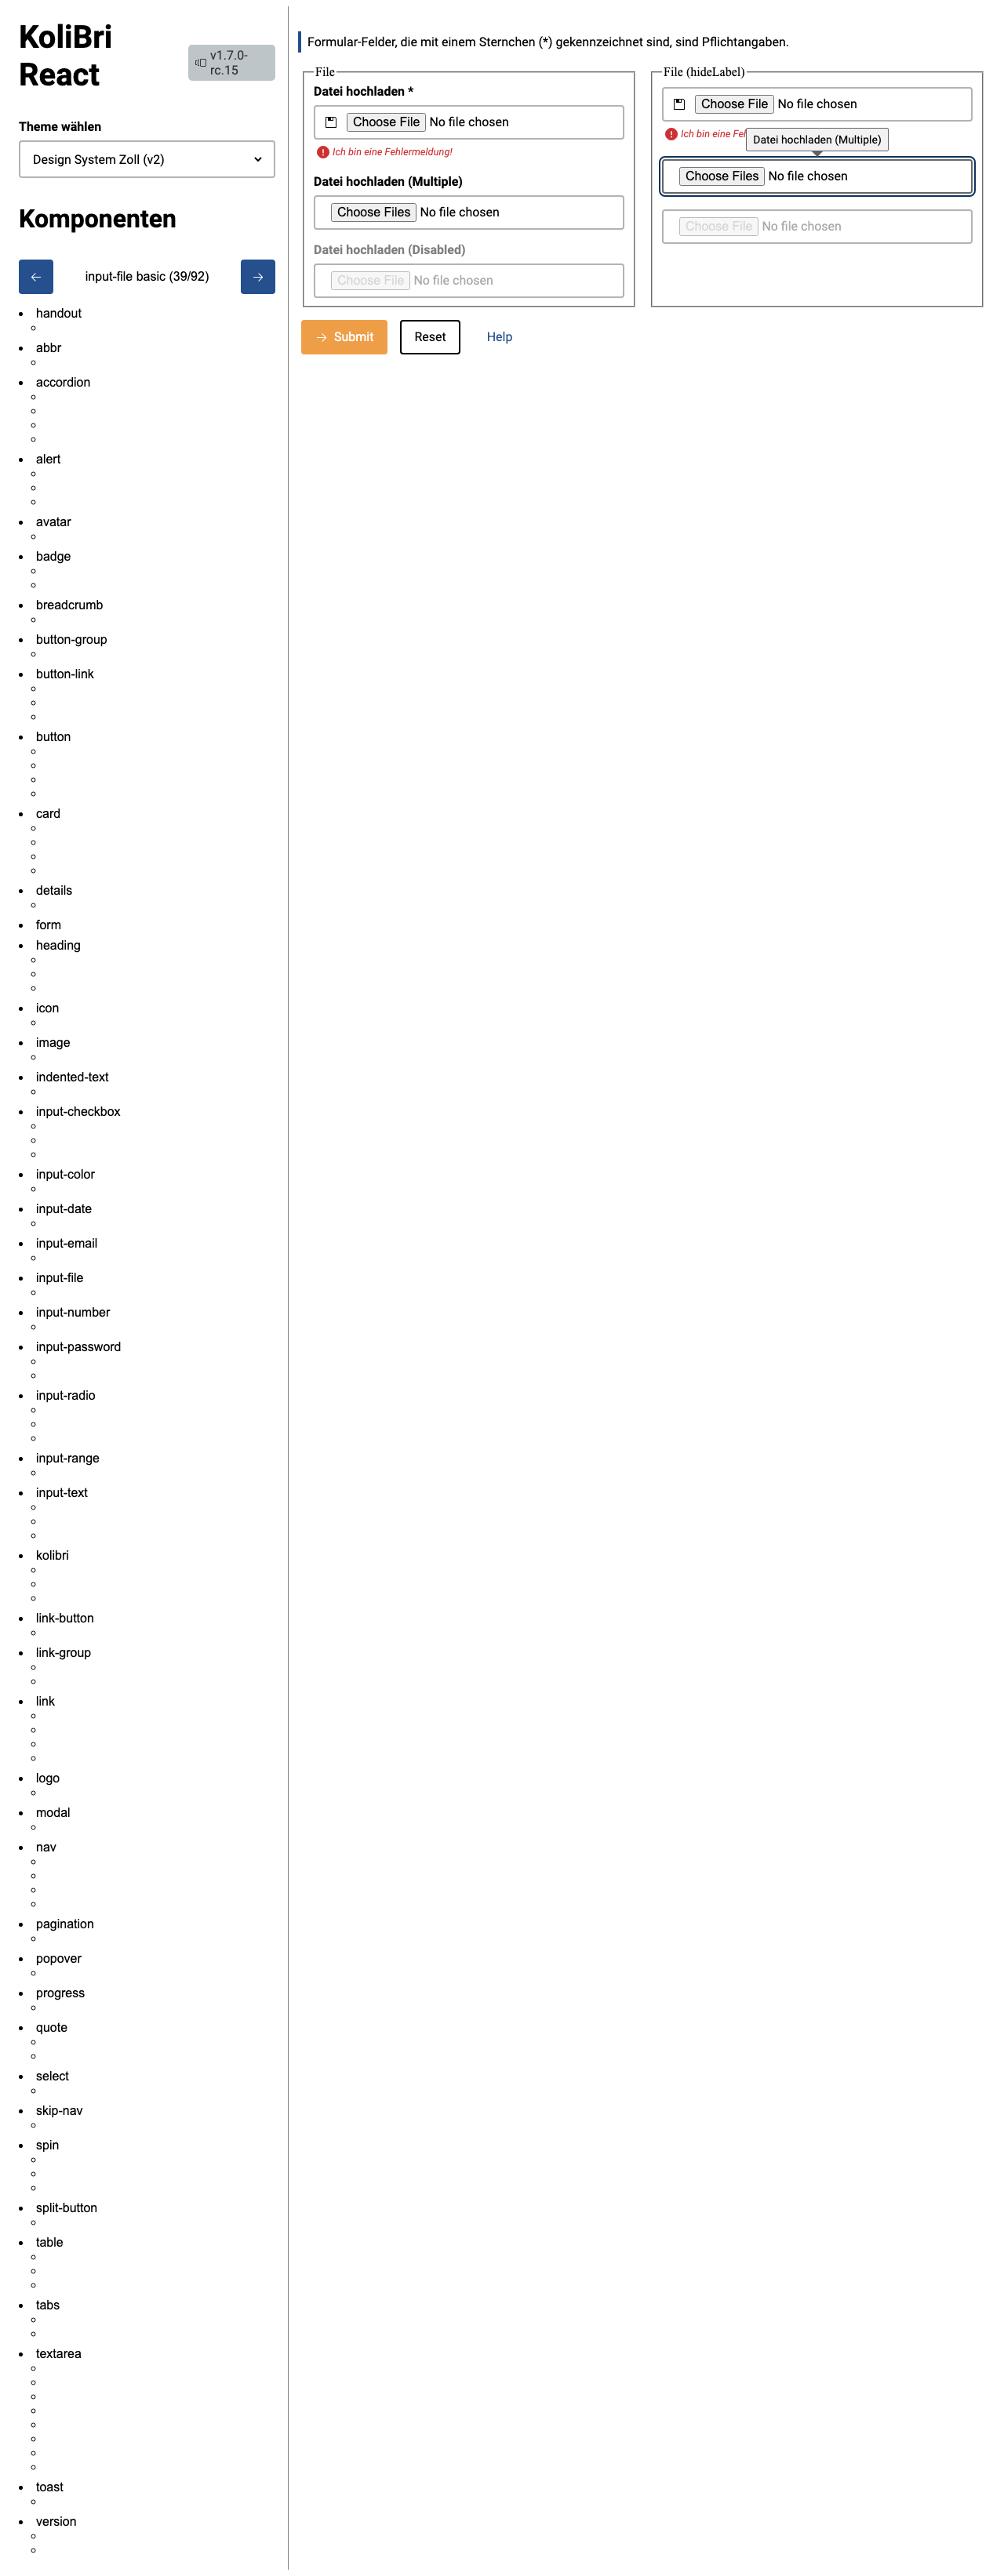 KoliBri
React
v1.7.0-
rc.15
Theme wählen
Design System Zoll (v2)
Komponenten
input-file basic (39/92)
handout
abbr
accordion
alert
avatar
badge
breadcrumb
button-group
button-link
button
card
details
form
heading
icon
image
indented-text
input-checkbox
input-color
input-date
input-email
input-file
input-number
input-password
input-radio
input-range
input-text
kolibri
link-button
link-group
link
logo
modal
nav
pagination
popover
progress
quote
select
skip-nav
spin
split-button
table
tabs
textarea
toast
version
Formular-Felder, die mit einem Sternchen (*) gekennzeichnet sind, sind Pflichtangaben.
File
Datei hochladen *
Choose File No file chosen
Ich bin eine Fehlermeldung!
Datei hochladen (Multiple)
Choose Files No file chosen
Datei hochladen (Disabled)
Choose File No file chosen
File (hideLabel)
Choose File No file chosen
Ich bin eine
Datei hochladen (Multiple)
Choose Files No file chosen
Choose File No file chosen
Submit
Reset
Help